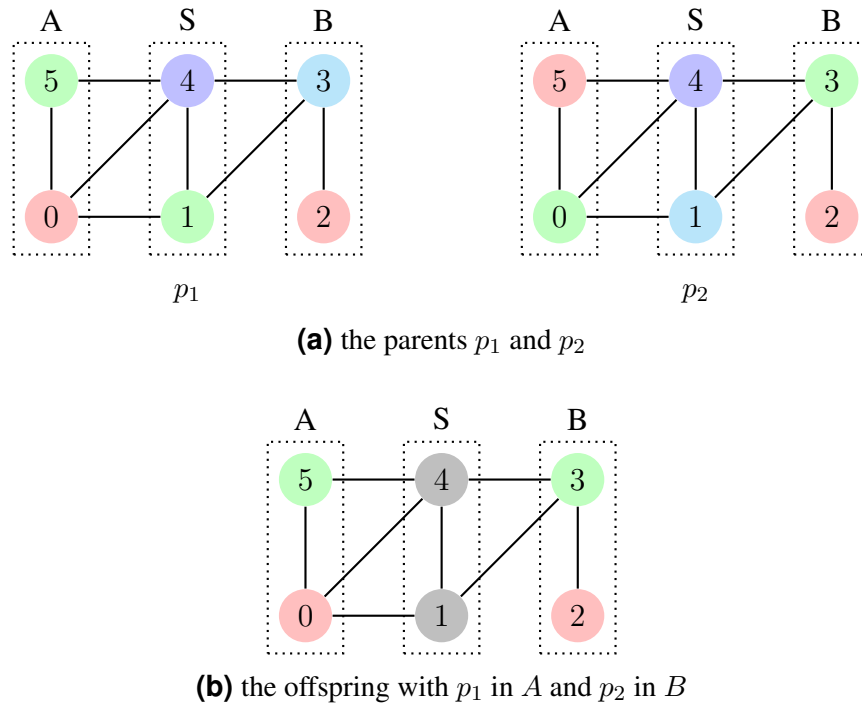 A S B A S B
5 4 3 5 4 3
0 1 2 0 1 2
p₁ p₂
(a) the parents p₁ and p₂
A S B
5 4 3
0 1 2
(b) the offspring with p₁ in A and p₂ in B